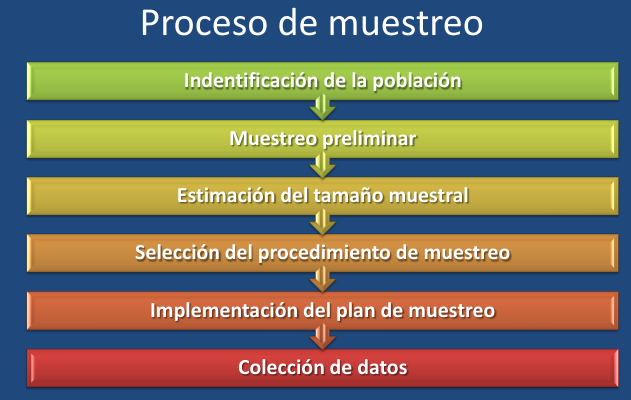 Proceso de muestreo
Indentificación de la población
Muestreo preliminar
Estimación del tamaño muestral
Selección del procedimiento de muestreo
Implementación del plan de muestreo
Colección de datos